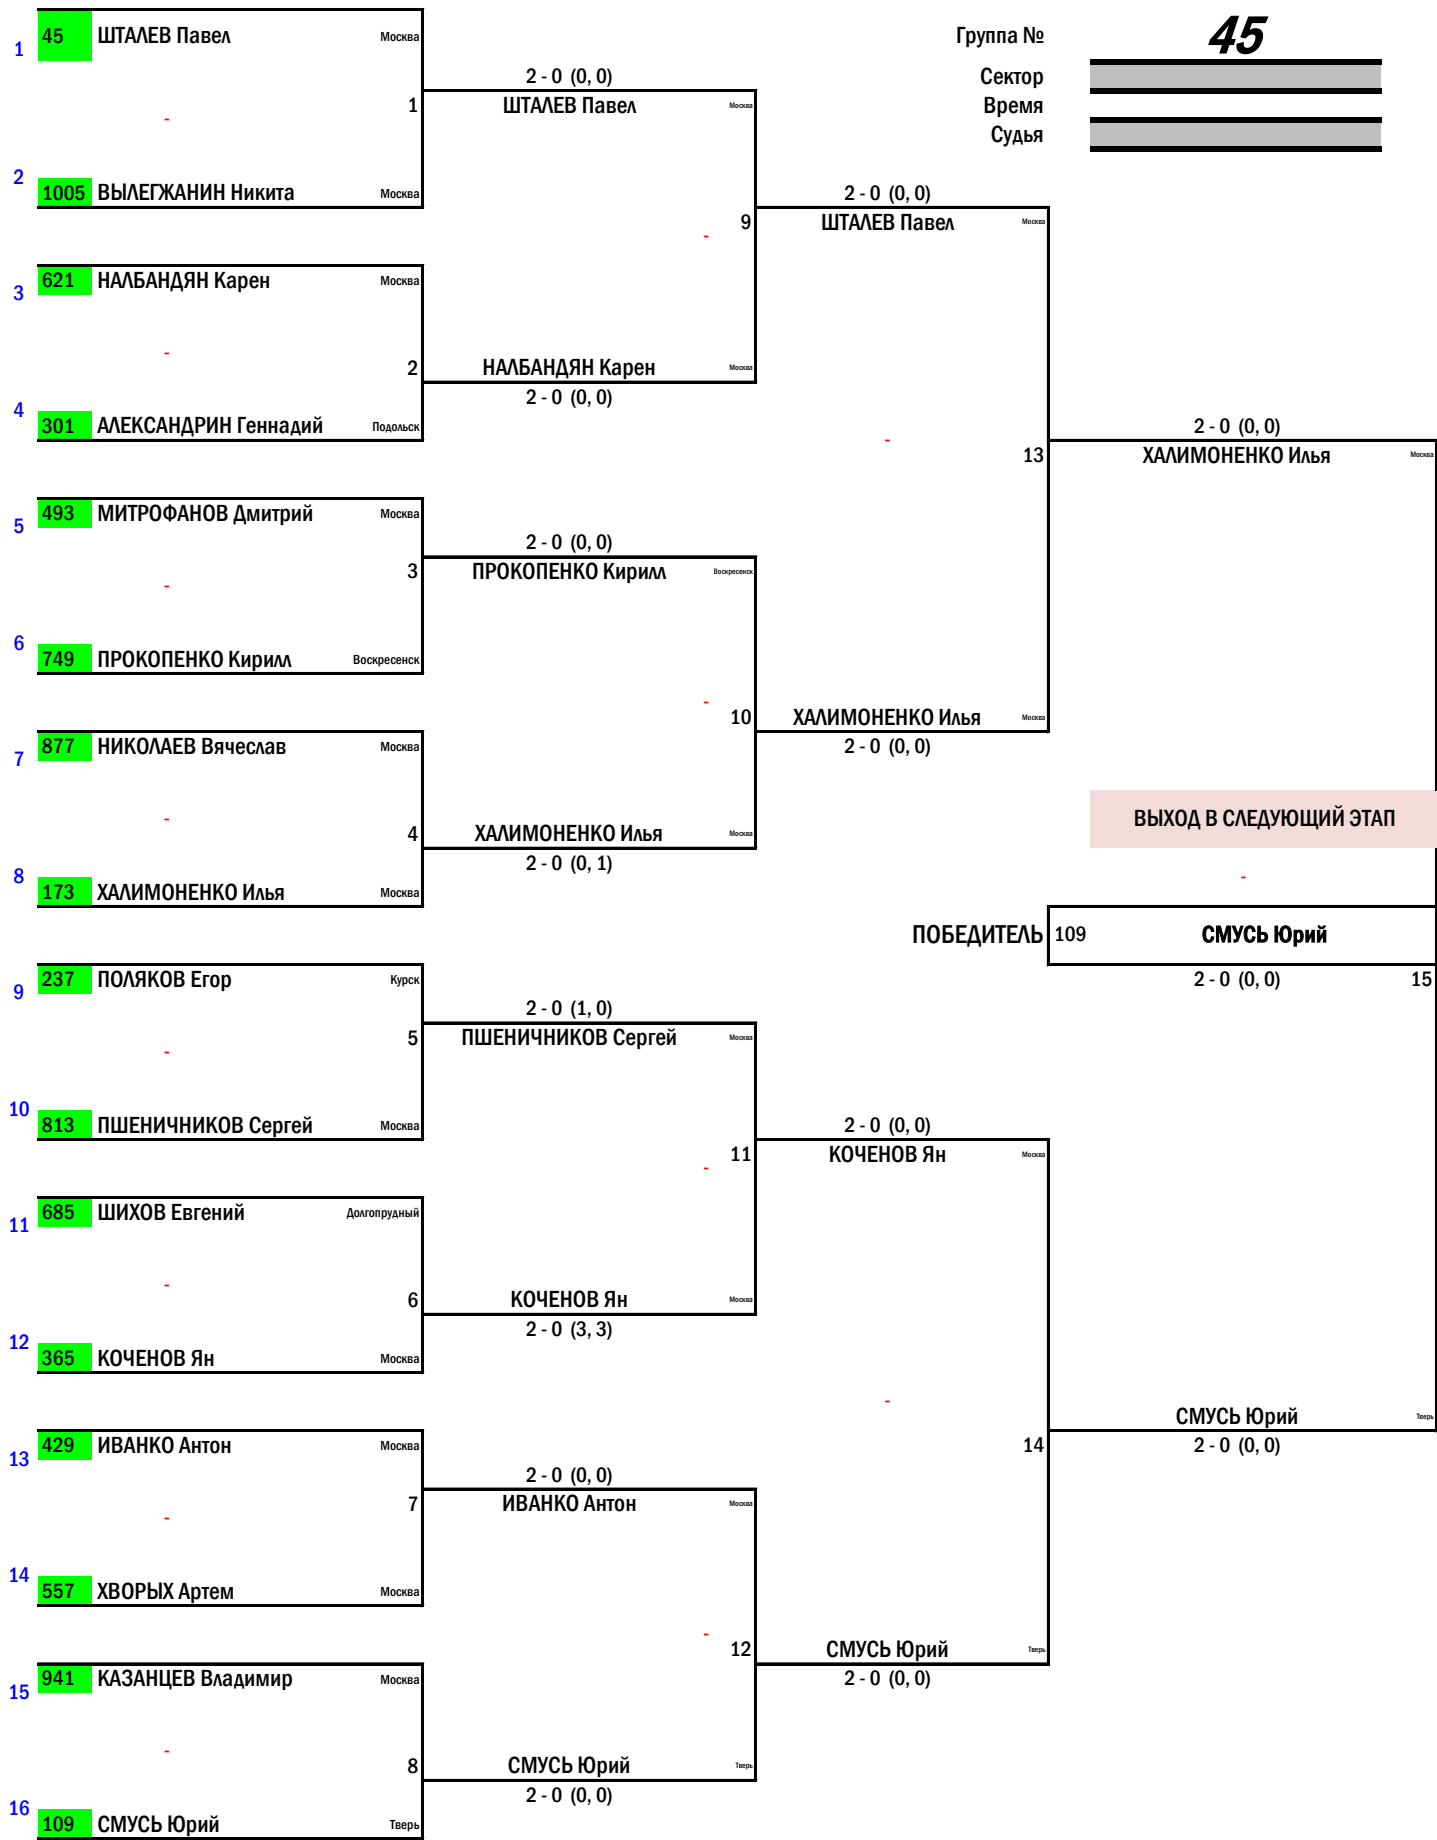 45 ШТАЛЕВ Павел Москва
Группа № 45
1
2 - 0 (0, 0)
Сектор
1
ШТАЛЕВ Павел Москва
Время
-
Судья
2
1005 ВЫЛЕГЖАНИН Никита Москва
2 - 0 (0, 0)
9
ШТАЛЕВ Павел Москва
-
621 НАЛБАНДЯН Карен Москва
3
-
2
НАЛБАНДЯН Карен Москва
2 - 0 (0, 0)
4
301 АЛЕКСАНДРИН Геннадий Подольск
2 - 0 (0, 0)
-
13
ХАЛИМОНЕНКО Илья Москва
493 МИТРОФАНОВ Дмитрий Москва
5
2 - 0 (0, 0)
3
ПРОКОПЕНКО Кирилл Воскресенск
-
6
749 ПРОКОПЕНКО Кирилл Воскресенск
-
10
ХАЛИМОНЕНКО Илья Москва
877 НИКОЛАЕВ Вячеслав Москва
2 - 0 (0, 0)
7
-
ВЫХОД В СЛЕДУЮЩИЙ ЭТАП
4
ХАЛИМОНЕНКО Илья Москва
2 - 0 (0, 1)
8
-
173 ХАЛИМОНЕНКО Илья Москва
ПОБЕДИТЕЛЬ 109 СМУСЬ Юрий
237 ПОЛЯКОВ Егор Курск
2 - 0 (0, 0) 15
9
2 - 0 (1, 0)
5
ПШЕНИЧНИКОВ Сергей Москва
-
10
813 ПШЕНИЧНИКОВ Сергей Москва
2 - 0 (0, 0)
11
КОЧЕНОВ Ян Москва
-
685 ШИХОВ Евгений Долгопрудный
11
-
6
КОЧЕНОВ Ян Москва
2 - 0 (3, 3)
12
365 КОЧЕНОВ Ян Москва
-
СМУСЬ Юрий Тверь
429 ИВАНКО Антон Москва
14
2 - 0 (0, 0)
13
2 - 0 (0, 0)
7
ИВАНКО Антон Москва
-
14
557 ХВОРЫХ Артем Москва
-
12
СМУСЬ Юрий Тверь
941 КАЗАНЦЕВ Владимир Москва
2 - 0 (0, 0)
15
-
8
СМУСЬ Юрий Тверь
2 - 0 (0, 0)
16
109 СМУСЬ Юрий Тверь